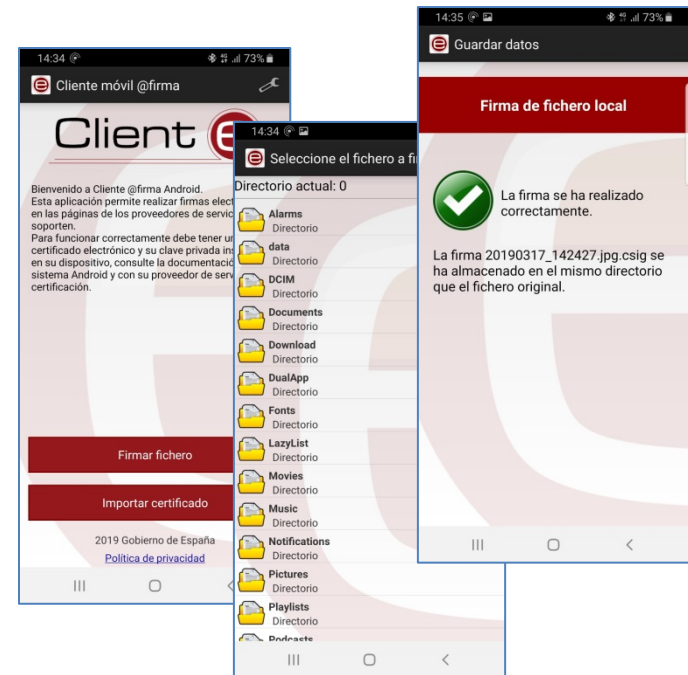 14:34
73%
Cliente móvil @firma
Client
Bienvenido a Cliente @firma Android.
Esta aplicación permite realizar firmas elect
en las páginas de los proveedores de servic
soporten.
Para funcionar correctamente debe tener un
certificado electrónico y su clave privada ins
en su dispositivo, consulte la documentació
sistema Android y con su proveedor de serv
certificación.
Firmar fichero
Importar certificado
2019 Gobierno de España
Política de privacidad
14:34
Seleccione el fichero a fi
Directorio actual: 0
Alarms
Directorio
data
Directorio
DCIM
Directorio
Documents
Directorio
Download
Directorio
DualApp
Directorio
Fonts
Directorio
LazyList
Directorio
Movies
Directorio
Music
Directorio
Notifications
Directorio
Pictures
Directorio
Playlists
Directorio
Podcasts
14:35
73%
Guardar datos
Firma de fichero local
La firma se ha realizado
correctamente.
La firma 20190317_142427.jpg.csig se
ha almacenado en el mismo directorio
que el fichero original.